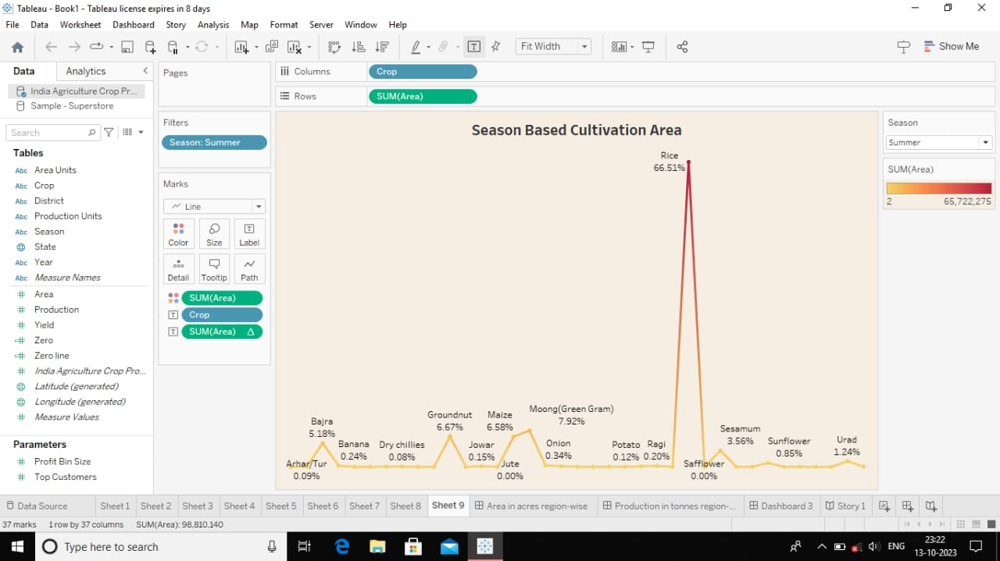 Tableau - Book1 - Tableau license expires in 8 days
File Data Worksheet Dashboard Story Analysis Map Format Server Window Help
Fit Width
Show Me
Data Analytics
India Agriculture Crop Pr...
Sample - Superstore
Search
Tables
Abc Area Units
Abc Crop
Abc District
Abc Production Units
Abc Season
State
Abc Year
Abc Measure Names
# Area
# Production
# Yield
=# Zero
=# Zero line
# India Agriculture Crop Pro...
Latitude (generated)
Longitude (generated)
# Measure Values
Parameters
# Profit Bin Size
# Top Customers
Pages
Filters
Season: Summer
Marks
Line
Color Size Label
Detail Tooltip Path
SUM(Area)
Crop
SUM(Area) Δ
Columns Crop
Rows SUM(Area)
Season Based Cultivation Area
Rice
66.51%
Moong(Green Gram)
7.92%
Groundnut
6.67%
Maize
6.58%
Bajra
5.18%
Sesamum
3.56%
Banana
0.24%
Dry chillies
0.08%
Jowar
0.15%
Onion
0.34%
Potato
0.12%
Ragi
0.20%
Sunflower
0.85%
Urad
1.24%
Arhar/Tur
0.09%
Jute
0.00%
Safflower
0.00%
Season
Summer
SUM(Area)
2 65,722,275
Data Source Sheet 1 Sheet 2 Sheet 3 Sheet 4 Sheet 5 Sheet 6 Sheet 7 Sheet 8 Sheet 9 Area in acres region-wise Production in tonnes region-... Dashboard 3 Story 1
37 marks 1 row by 37 columns SUM(Area): 98,810,140
Type here to search
ENG
23:22
13-10-2023